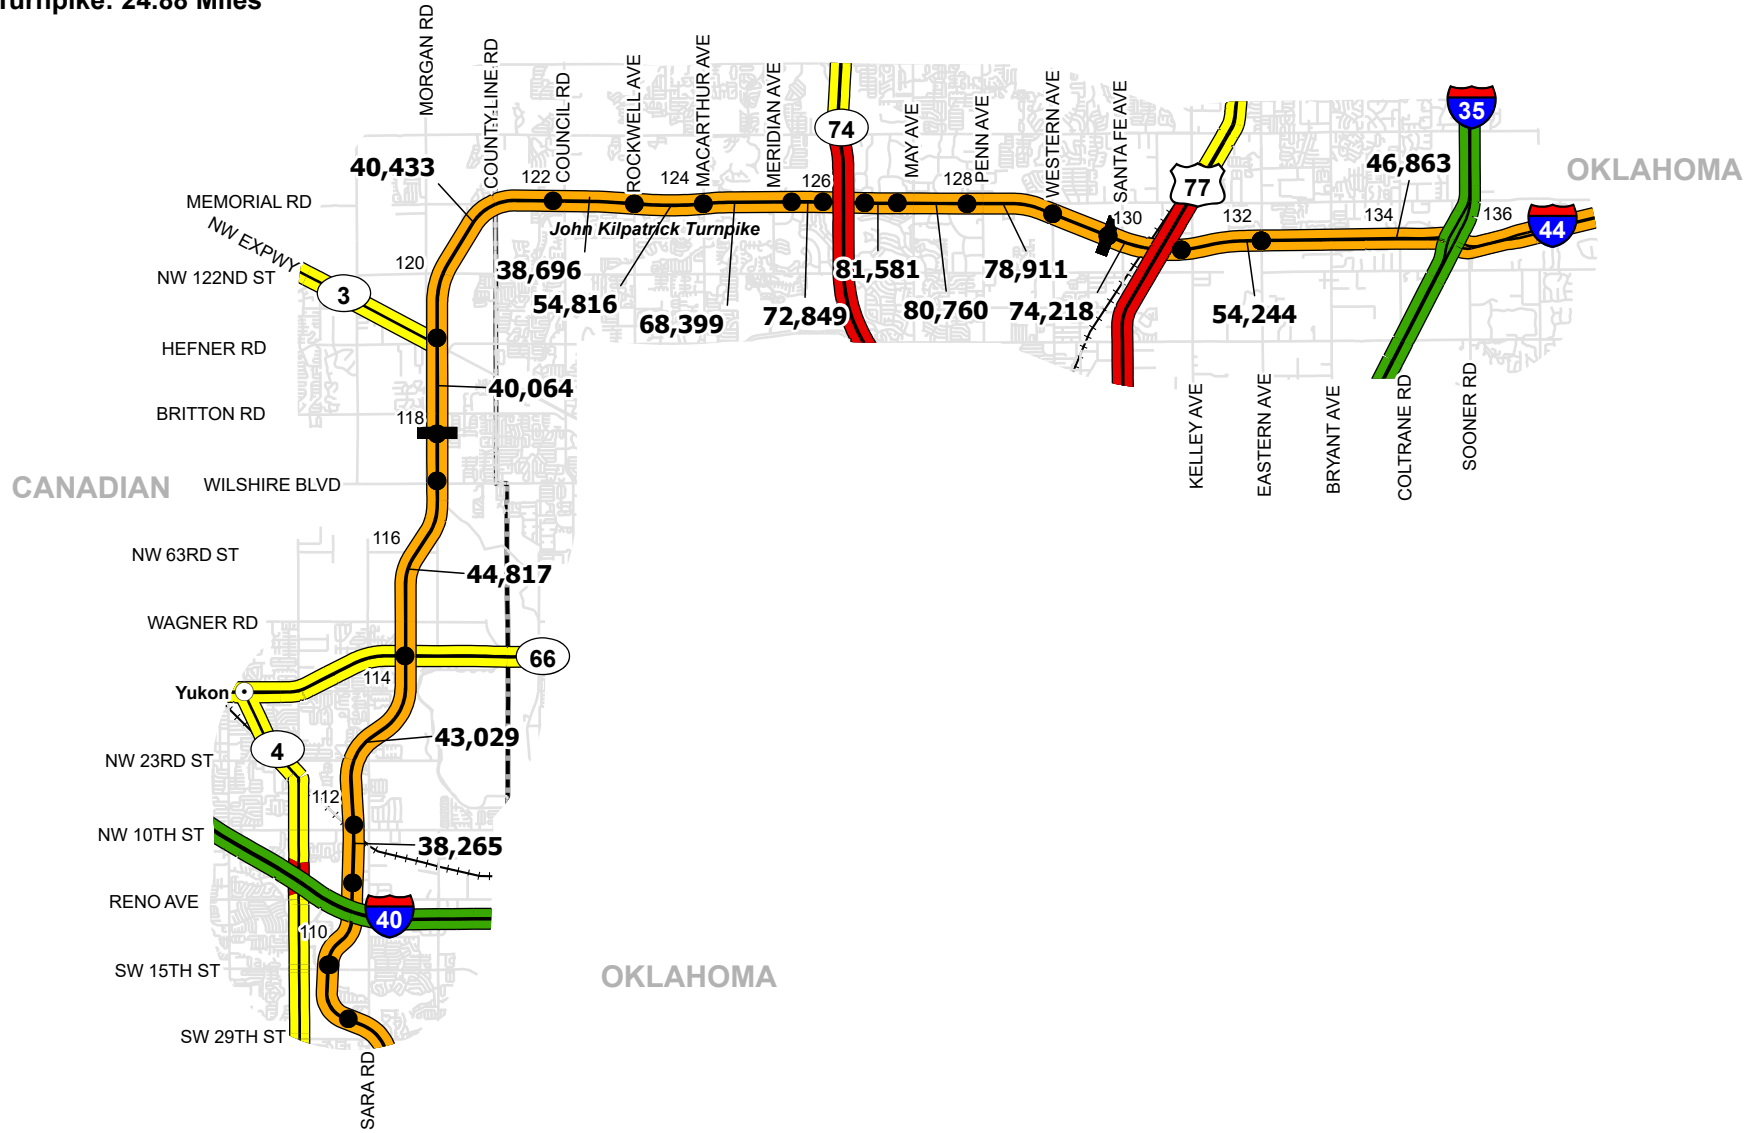 Turnpike: 24.88 Miles
MORGAN RD
COUNTY LINE RD
COUNCIL RD
ROCKWELL AVE
MACARTHUR AVE
MERIDIAN AVE
74
MAY AVE
PENN AVE
WESTERN AVE
SANTA FE AVE
77
35
OKLAHOMA
40,433
122
124
126
128
46,863
MEMORIAL RD
John Kilpatrick Turnpike
130
132
134
136
44
NW EXPWY
NW 122ND ST
120
3
38,696
54,816
68,399
72,849
81,581
80,760
78,911
74,218
54,244
HEFNER RD
40,064
BRITTON RD
118
KELLEY AVE
EASTERN AVE
BRYANT AVE
COLTRANE RD
SOONER RD
CANADIAN
WILSHIRE BLVD
116
NW 63RD ST
44,817
WAGNER RD
66
114
Yukon
43,029
4
NW 23RD ST
112
NW 10TH ST
38,265
RENO AVE
40
110
SW 15TH ST
OKLAHOMA
SW 29TH ST
SARA RD